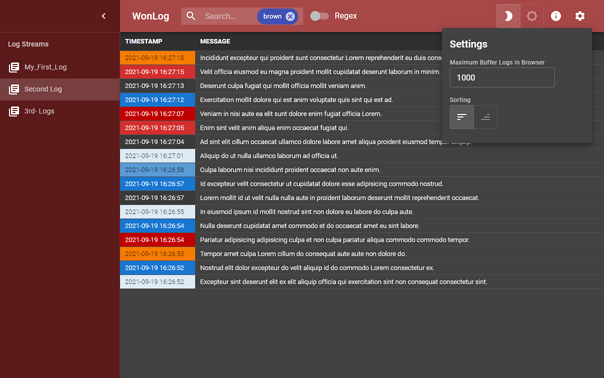 WonLog
Search...
brown
Regex
Log Streams
My_First_Log
Second Log
3rd- Logs
Settings
Maximum Buffer Logs in Browser
1000
Sorting
TIMESTAMP MESSAGE
2021-09-19 16:27:18 Incididunt excepteur qui proident sunt consectetur Lorem reprehenderit eu duis
2021-09-19 16:27:15 Velit officia eiusmod eu magna proident mollit cupidatat deserunt laborum in minim.
2021-09-19 16:27:13 Deserunt culpa fugiat qui mollit officia mollit veniam anim.
2021-09-19 16:27:12 Exercitation mollit dolore qui est anim voluptate quis sint qui est ad.
2021-09-19 16:27:07 Veniam in nisi aute ea elit sunt dolore enim fugiat officia Lorem.
2021-09-19 16:27:05 Enim sint velit anim aliqua enim occaecat fugiat qui.
2021-09-19 16:27:04 Ad sint elit cillum occaecat ullamco dolore labore amet aliqua proident eiusmod
2021-09-19 16:27:01 Aliquip do ut nulla ullamco laborum ad officia ut.
2021-09-19 16:26:58 Culpa laborum nisi incididunt proident occaecat non aute enim.
2021-09-19 16:26:57 Id excepteur velit consectetur ut cupidatat dolore esse adipisicing commodo nostrud.
2021-09-19 16:26:57 Lorem mollit id ut velit nulla nulla aute in proident laborum deserunt mollit reprehenderit occaecat.
2021-09-19 16:26:55 In eiusmod ipsum id mollit nostrud sint non dolore eu labore do culpa aute.
2021-09-19 16:26:54 Nulla deserunt cupidatat amet commodo et do occaecat amet eu sint labore.
2021-09-19 16:26:54 Pariatur adipisicing adipisicing culpa et non culpa pariatur aliqua commodo commodo tempor.
2021-09-19 16:26:53 Tempor amet culpa Lorem cillum do consequat aute aute non dolore do.
2021-09-19 16:26:52 Nostrud elit dolor excepteur do velit aliquip id do commodo Lorem consectetur ex.
2021-09-19 16:26:52 Excepteur sint deserunt elit ex elit aliquip officia qui exercitation sint non consequat consectetur sint.